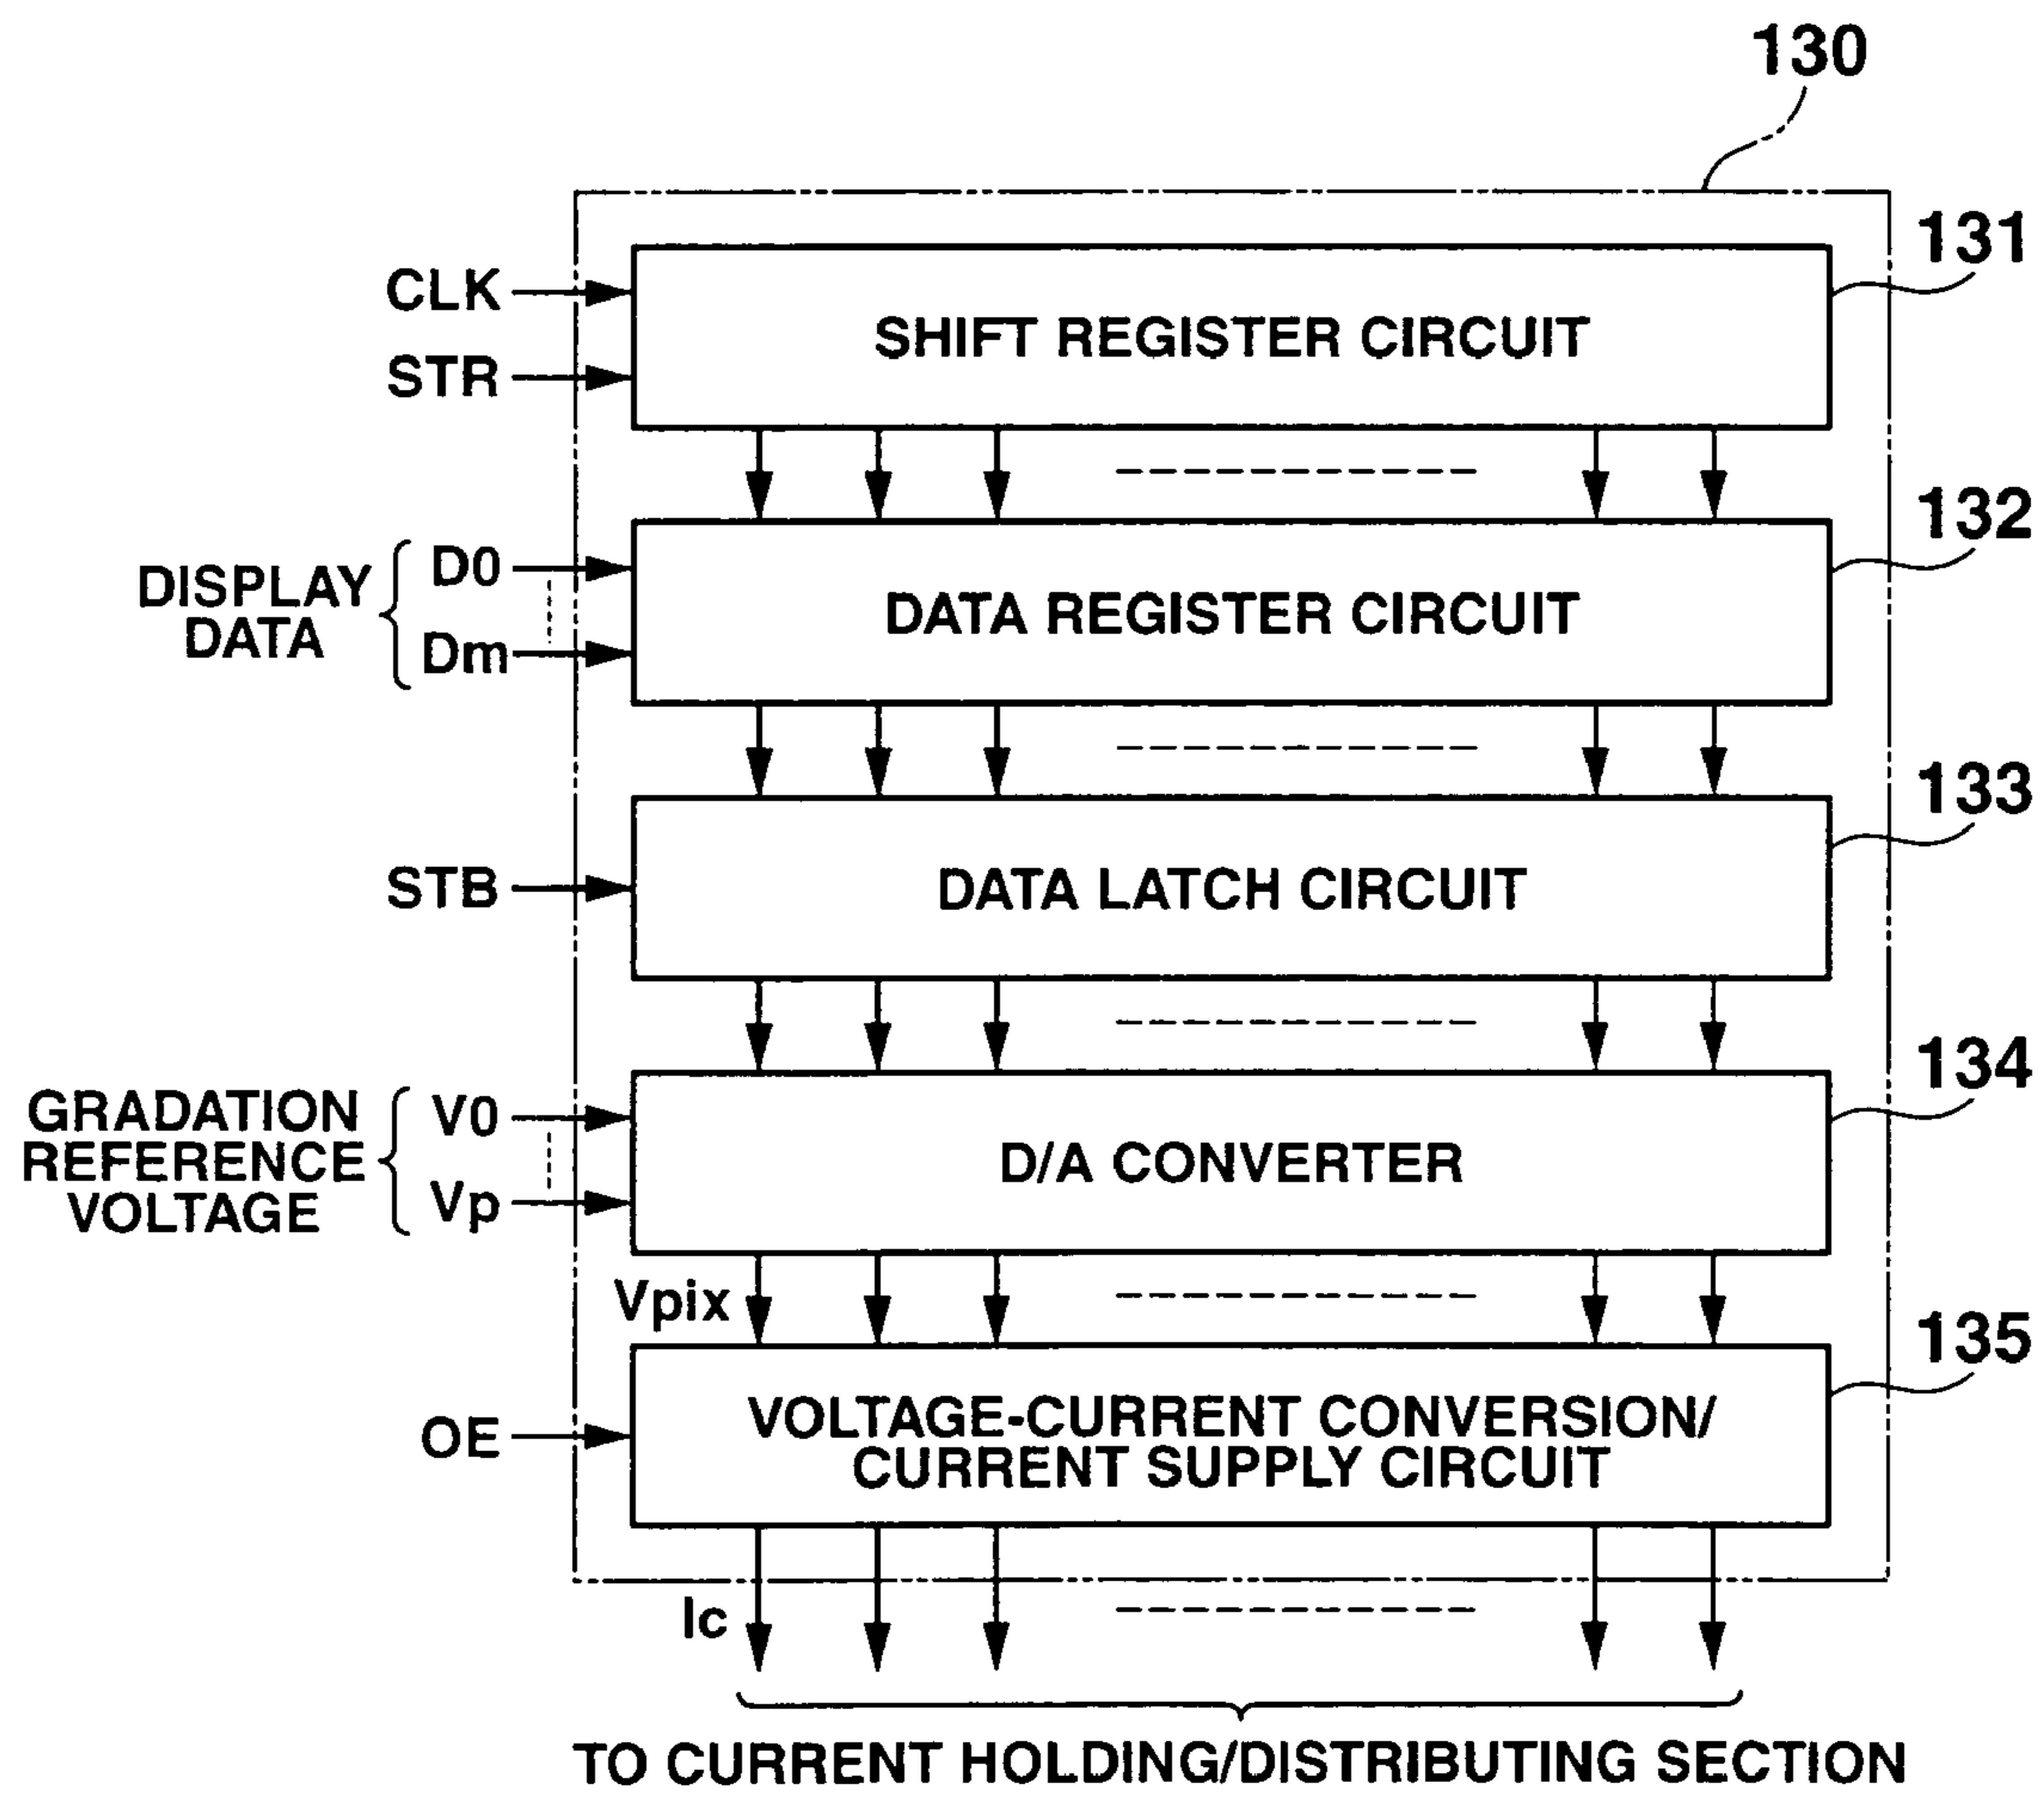 130
131
CLK
STR
SHIFT REGISTER CIRCUIT
132
DISPLAY
DATA
D0
Dm
DATA REGISTER CIRCUIT
133
STB
DATA LATCH CIRCUIT
134
GRADATION
REFERENCE
VOLTAGE
V0
Vp
D/A CONVERTER
Vpix
135
OE
VOLTAGE-CURRENT CONVERSION/
CURRENT SUPPLY CIRCUIT
Ic
TO CURRENT HOLDING/DISTRIBUTING SECTION